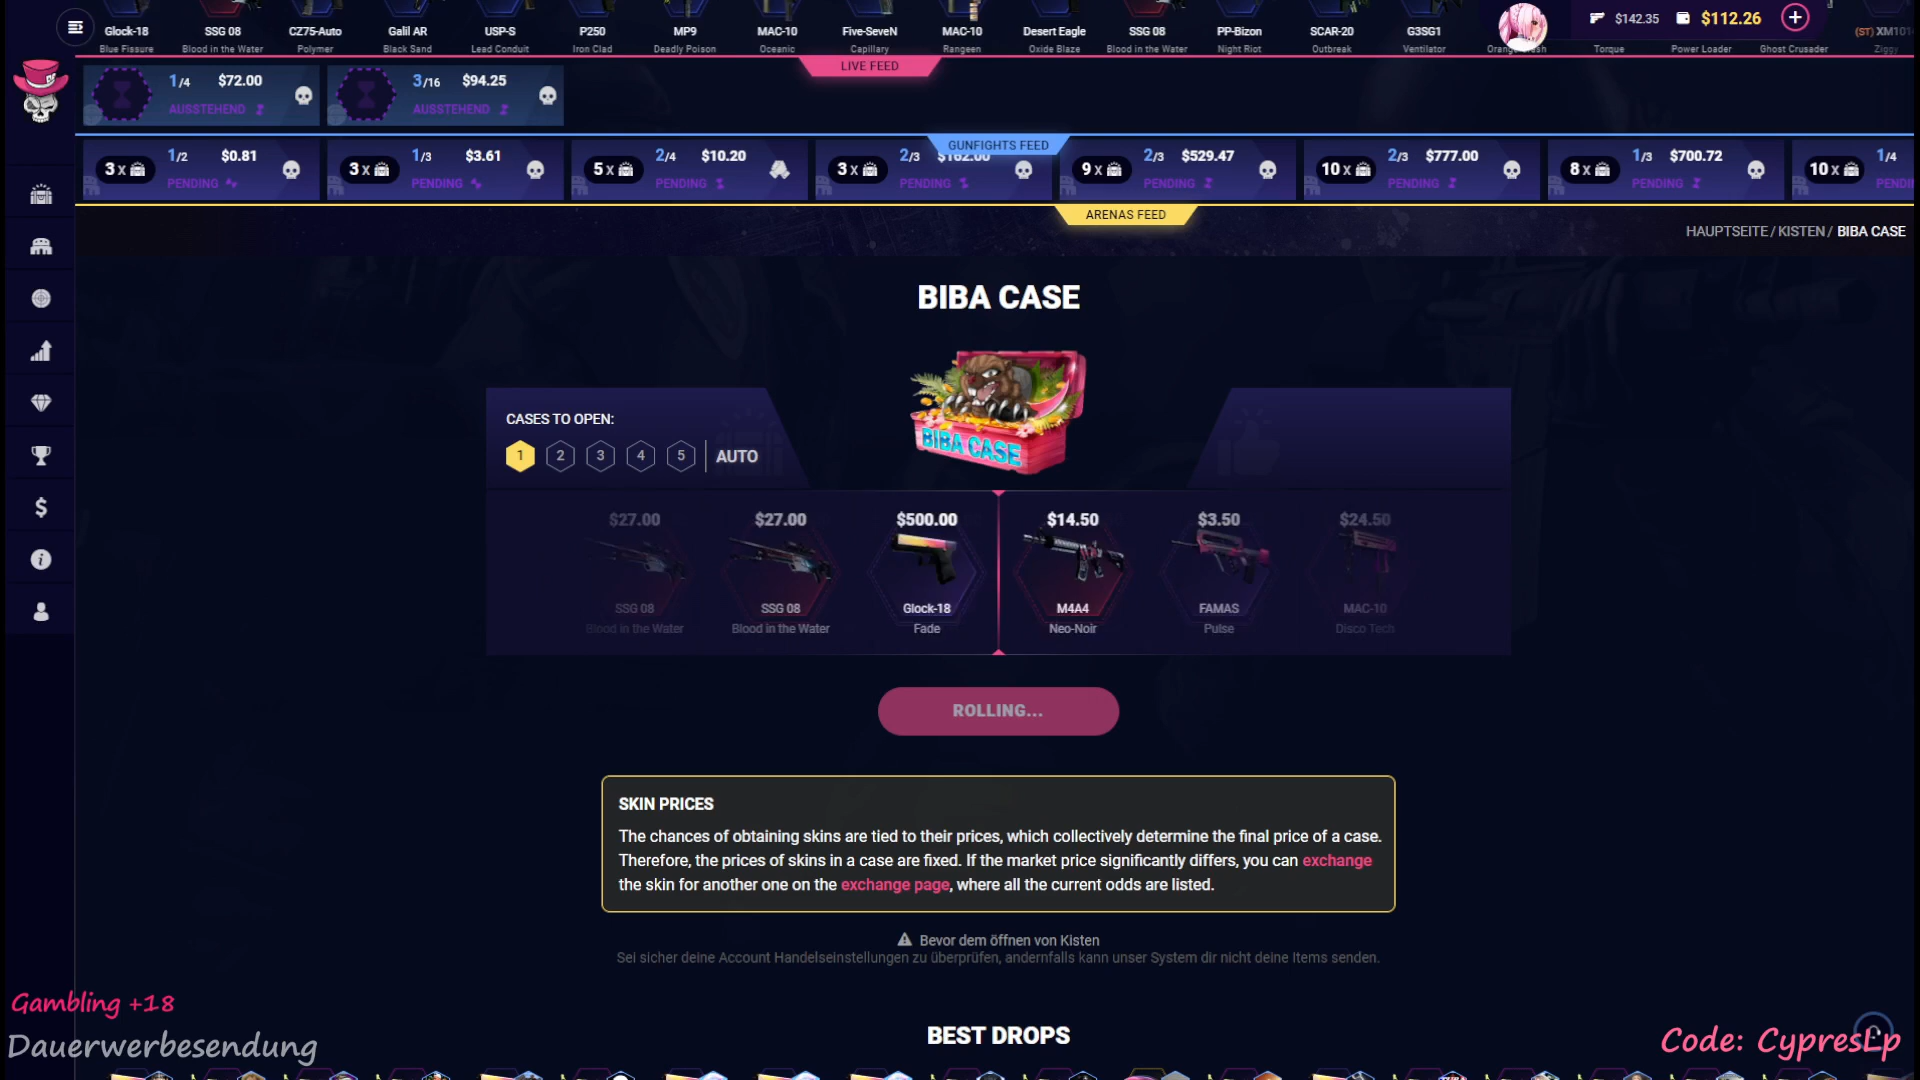 Glock-18
Blue Fissure
SSG 08
Blood in the Water
CZ75-Auto
Polymer
Galil AR
Black Sand
USP-S
Lead Conduit
P250
Iron Clad
MP9
Deadly Poison
MAC-10
Oceanic
Five-SeveN
Capillary
MAC-10
Rangeen
Desert Eagle
Oxide Blaze
SSG 08
Blood in the Water
PP-Bizon
Night Riot
SCAR-20
Outbreak
G3SG1
Ventilator
$142.35
$112.26
Torque
Power Loader
Ghost Crusader
Ziggy
LIVE FEED
1/4 $72.00
AUSSTEHEND
3/16 $94.25
AUSSTEHEND
GUNFIGHTS FEED
3 x 1/2 $0.81
PENDING
3 x 1/3 $3.61
PENDING
5 x 2/4 $10.20
PENDING
3 x 2/3
PENDING
9 x 2/3 $529.47
PENDING
10 x 2/3 $777.00
PENDING
8 x 1/3 $700.72
PENDING
10 x 1/4
ARENAS FEED
HAUPTSEITE / KISTEN / BIBA CASE
BIBA CASE
BIBA CASE
CASES TO OPEN:
1 2 3 4 5 AUTO
$27.00
SSG 08
Blood in the Water
$27.00
SSG 08
Blood in the Water
$500.00
Glock-18
Fade
$14.50
M4A4
Neo-Noir
$3.50
FAMAS
Pulse
$24.50
MAC-10
Disco Tech
ROLLING...
SKIN PRICES
The chances of obtaining skins are tied to their prices, which collectively determine the final price of a case.
Therefore, the prices of skins in a case are fixed. If the market price significantly differs, you can exchange
the skin for another one on the exchange page, where all the current odds are listed.
Bevor dem öffnen von Kisten
Sei sicher deine Account Handelseinstellungen zu überprüfen, andernfalls kann unser System dir nicht deine Items senden.
Gambling +18
Dauerwerbesendung
BEST DROPS
Code: CypresLp